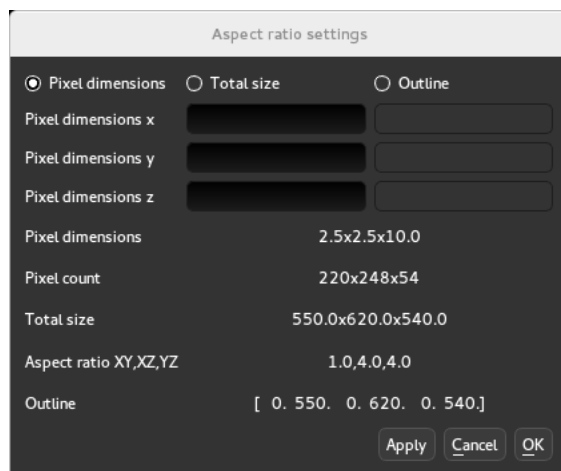 Aspect ratio settings
Pixel dimensions Total size Outline
Pixel dimensions x
Pixel dimensions y
Pixel dimensions z
Pixel dimensions 2.5x2.5x10.0
Pixel count 220x248x54
Total size 550.0x620.0x540.0
Aspect ratio XY,XZ,YZ 1.0,4.0,4.0
Outline [ 0. 550. 0. 620. 0. 540.]
Apply Cancel OK